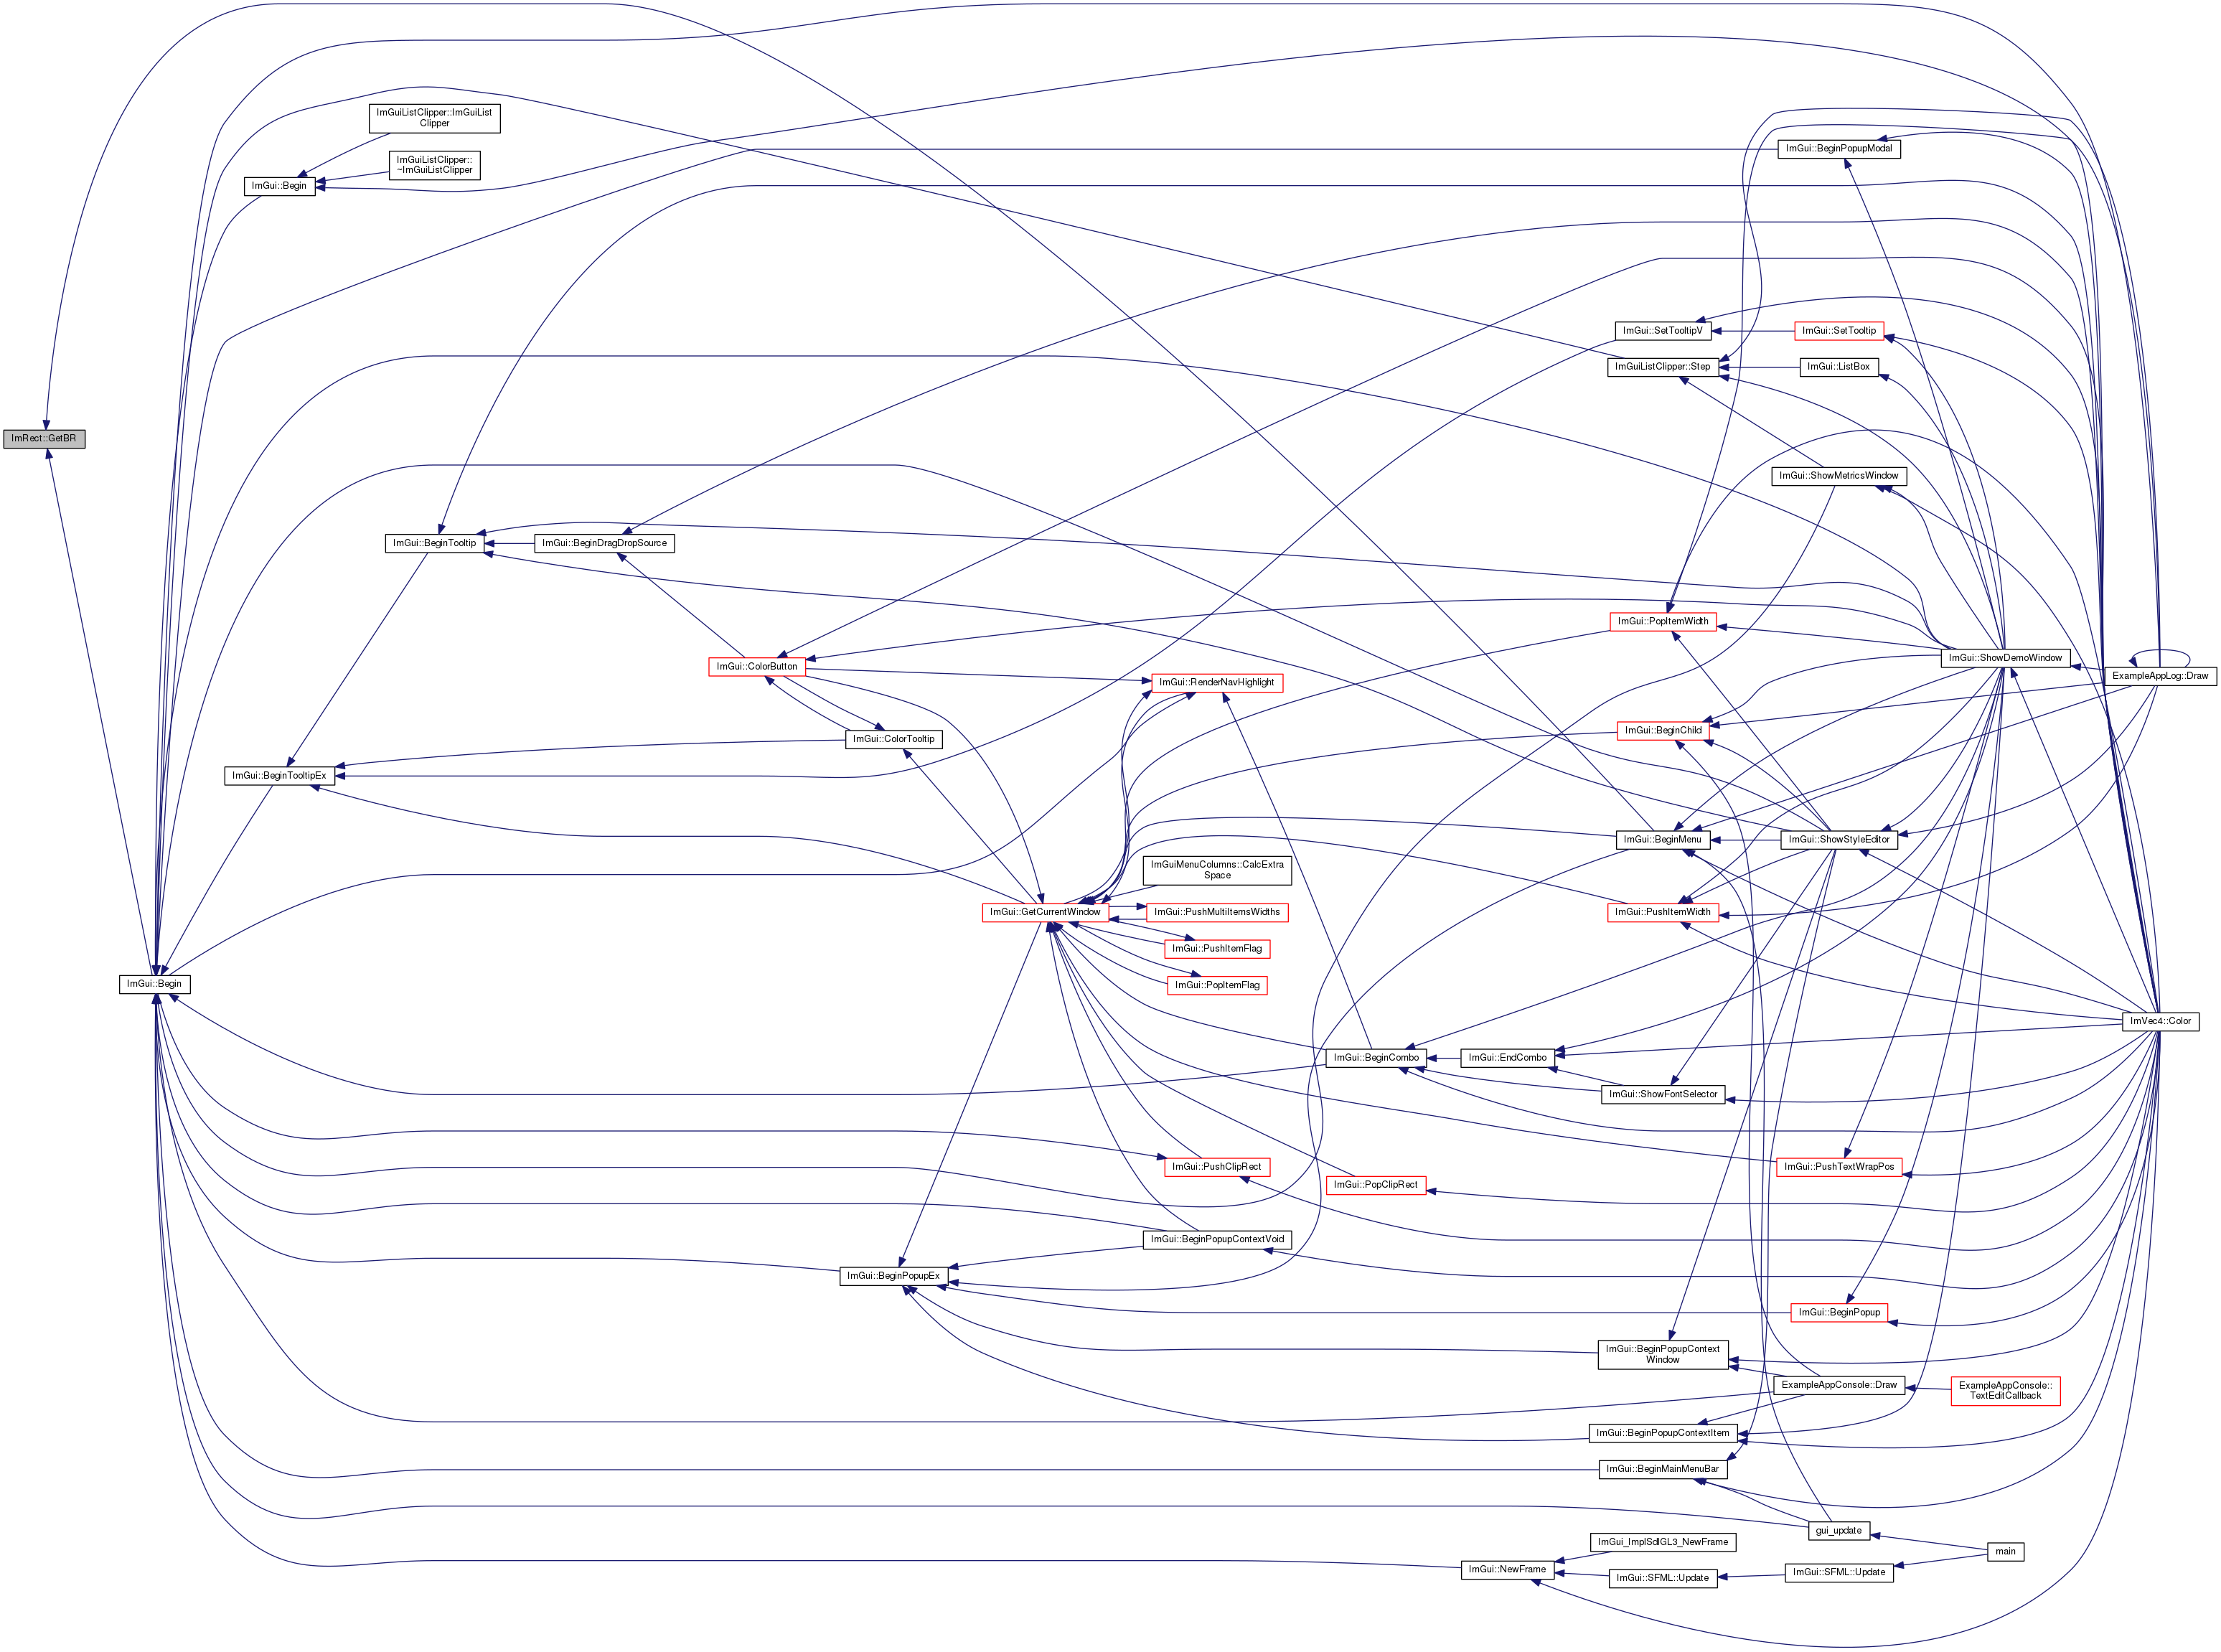 ImGuiListClipper::ImGuiList
Clipper
ImGui::BeginPopupModal
ImGuiListClipper::
~ImGuiListClipper
ImGui::Begin
ImGui::SetTooltipV
ImGui::SetTooltip
ImGuiListClipper::Step
ImGui::ListBox
ImRect::GetBR
ImGui::ShowMetricsWindow
ImGui::BeginTooltip
ImGui::BeginDragDropSource
ImGui::PopItemWidth
ImGui::ShowDemoWindow
ImGui::ColorButton
ExampleAppLog::Draw
ImGui::RenderNavHighlight
ImGui::BeginChild
ImGui::ColorTooltip
ImGui::BeginTooltipEx
ImGui::BeginMenu
ImGui::ShowStyleEditor
ImGuiMenuColumns::CalcExtra
Space
ImGui::GetCurrentWindow
ImGui::PushMultiItemsWidths
ImGui::PushItemWidth
ImGui::PushItemFlag
ImGui::Begin
ImGui::PopItemFlag
ImVec4::Color
ImGui::BeginCombo
ImGui::EndCombo
ImGui::ShowFontSelector
ImGui::PushClipRect
ImGui::PushTextWrapPos
ImGui::PopClipRect
ImGui::BeginPopupContextVoid
ImGui::BeginPopupEx
ImGui::BeginPopup
ImGui::BeginPopupContext
Window
ExampleAppConsole::Draw
ExampleAppConsole::
TextEditCallback
ImGui::BeginPopupContextItem
ImGui::BeginMainMenuBar
gui_update
ImGui_ImplSdlGL3_NewFrame
main
ImGui::NewFrame
ImGui::SFML::Update
ImGui::SFML::Update